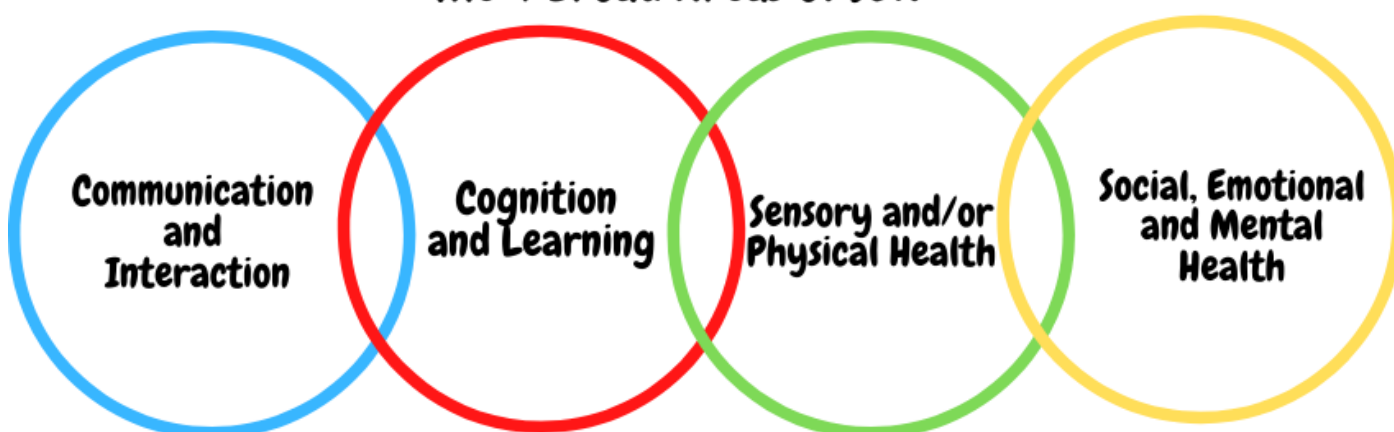 Communication
and
Interaction
Cognition
and Learning
Sensory and/or
Physical Health
Social, Emotional
and Mental
Health